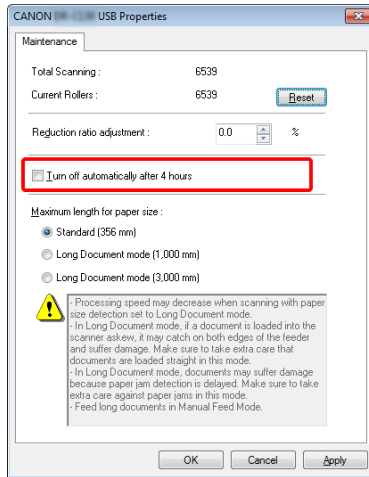 CANON USB Properties
Maintenance
Total Scanning : 6539
Current Rollers : 6539 Reset
Reduction ratio adjustment : 0.0 %
Turn off automatically after 4 hours
Maximum length for paper size :
Standard (356 mm)
Long Document mode (1,000 mm)
Long Document mode (3,000 mm)
- Processing speed may decrease when scanning with paper
size detection set to Long Document mode.
- In Long Document mode, if a document is loaded into the
scanner askew, it may catch on both edges of the feeder
and suffer damage. Make sure to take extra care that
documents are loaded straight in this mode.
- In Long Document mode, documents may suffer damage
because paper jam detection is delayed. Make sure to take
extra care against paper jams in this mode.
- Feed long documents in Manual Feed Mode.
OK Cancel Apply